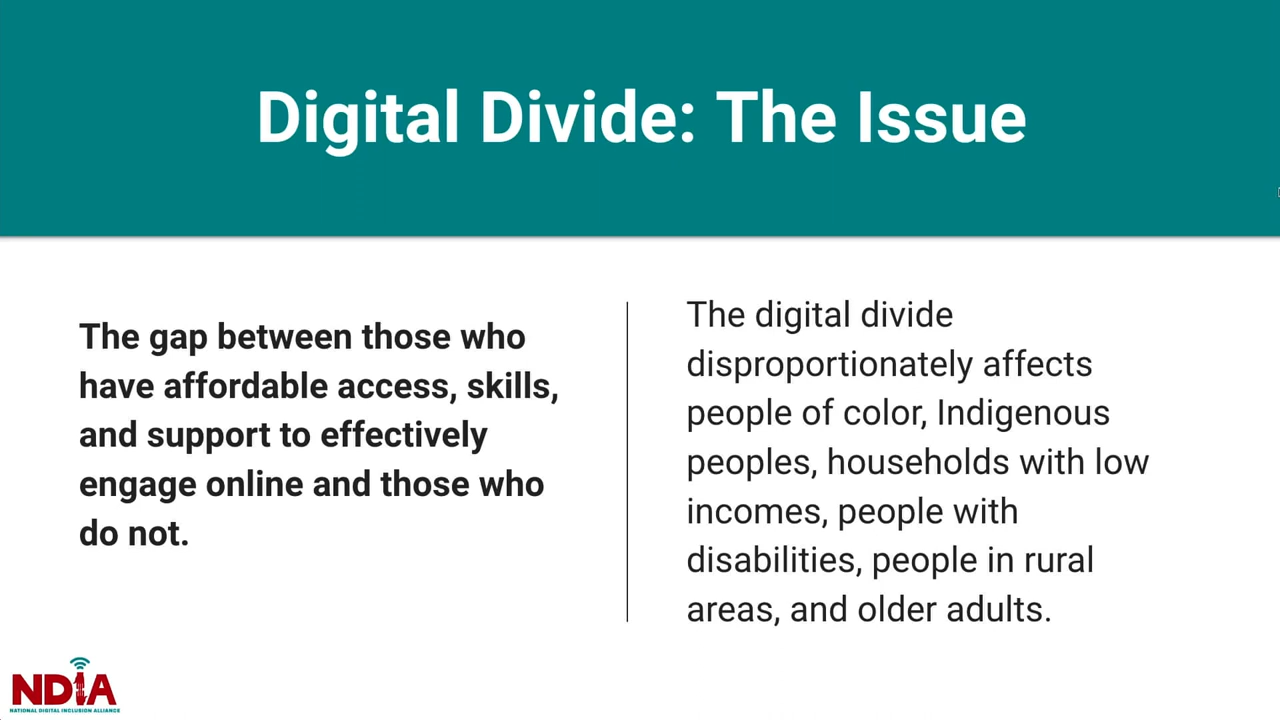 Digital Divide: The Issue
The gap between those who
have affordable access, skills,
and support to effectively
engage online and those who
do not.
The digital divide
disproportionately affects
people of color, Indigenous
peoples, households with low
incomes, people with
disabilities, people in rural
areas, and older adults.
NDIA
NATIONAL DIGITAL INCLUSION ALLIANCE